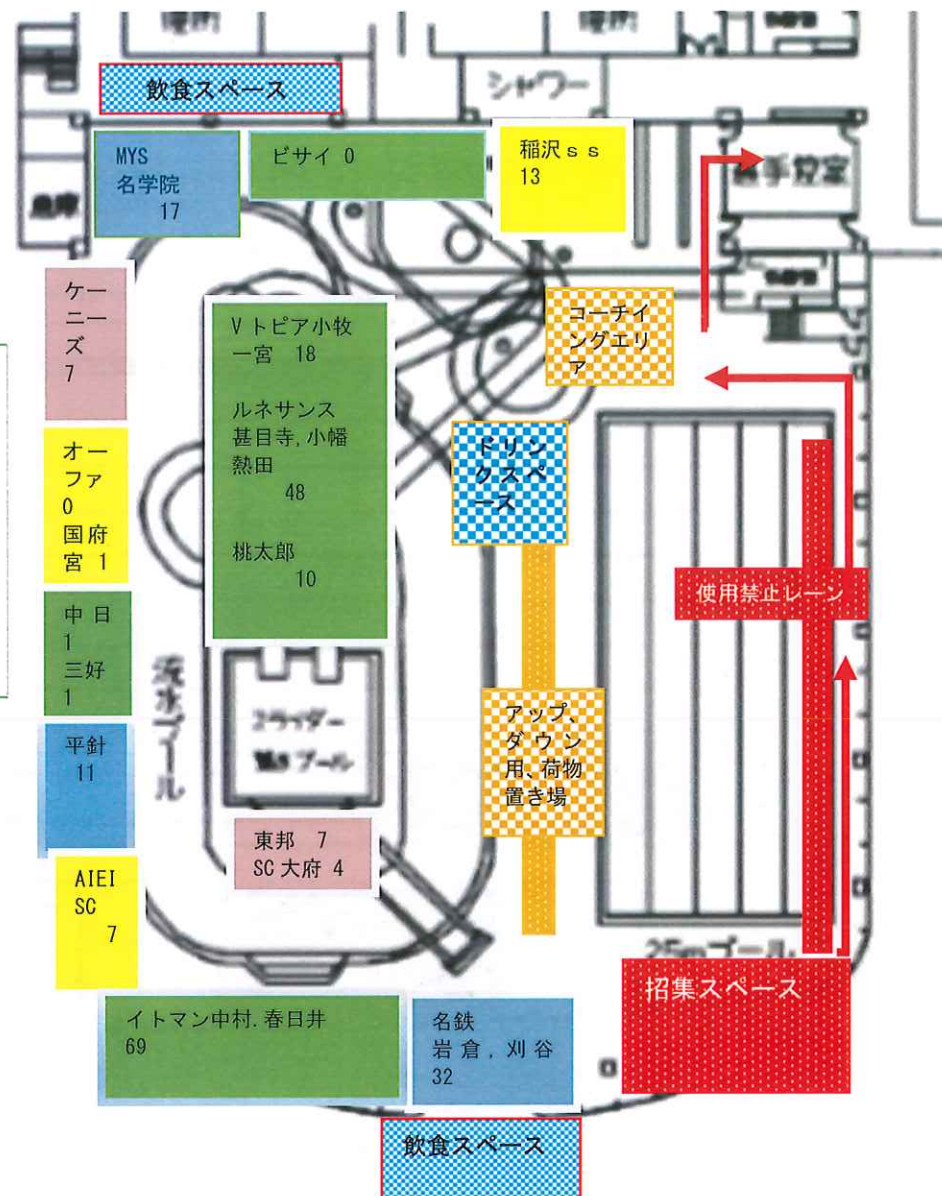 飲食スペース
シャワー
MYS
名学院
17
ビサイ 0
稲沢ｓｓ
13
選手控室
ケー
ニー
ズ
7
Vトピア小牧
一宮 18
ルネサンス
甚目寺,小幡
熱田
48
桃太郎
10
コーチイ
ングエリ
ア
ドリン
クスペ
ース
オー
ファ
0
国府
宮 1
使用禁止レーン
中日
1
三好
1
流水プール
スライダー
アップ、
ダウン
用、荷物
置き場
平針
11
東邦 7
SC大府 4
AIEI
SC
7
25mプール
招集スペース
イトマン中村.春日井
69
名鉄
岩倉,刈谷
32
飲食スペース